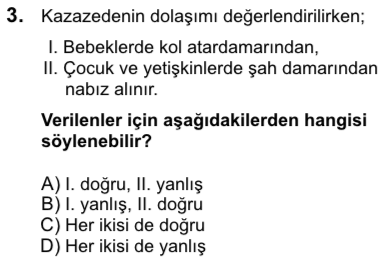 3. Kazazedenin dolaşımı değerlendirilirken;
I. Bebeklerde kol atardamarından,
II. Çocuk ve yetişkinlerde şah damarından
nabız alınır.
Verilenler için aşağıdakilerden hangisi
söylenebilir?
A) I. doğru, II. yanlış
B) I. yanlış, II. doğru
C) Her ikisi de doğru
D) Her ikisi de yanlış